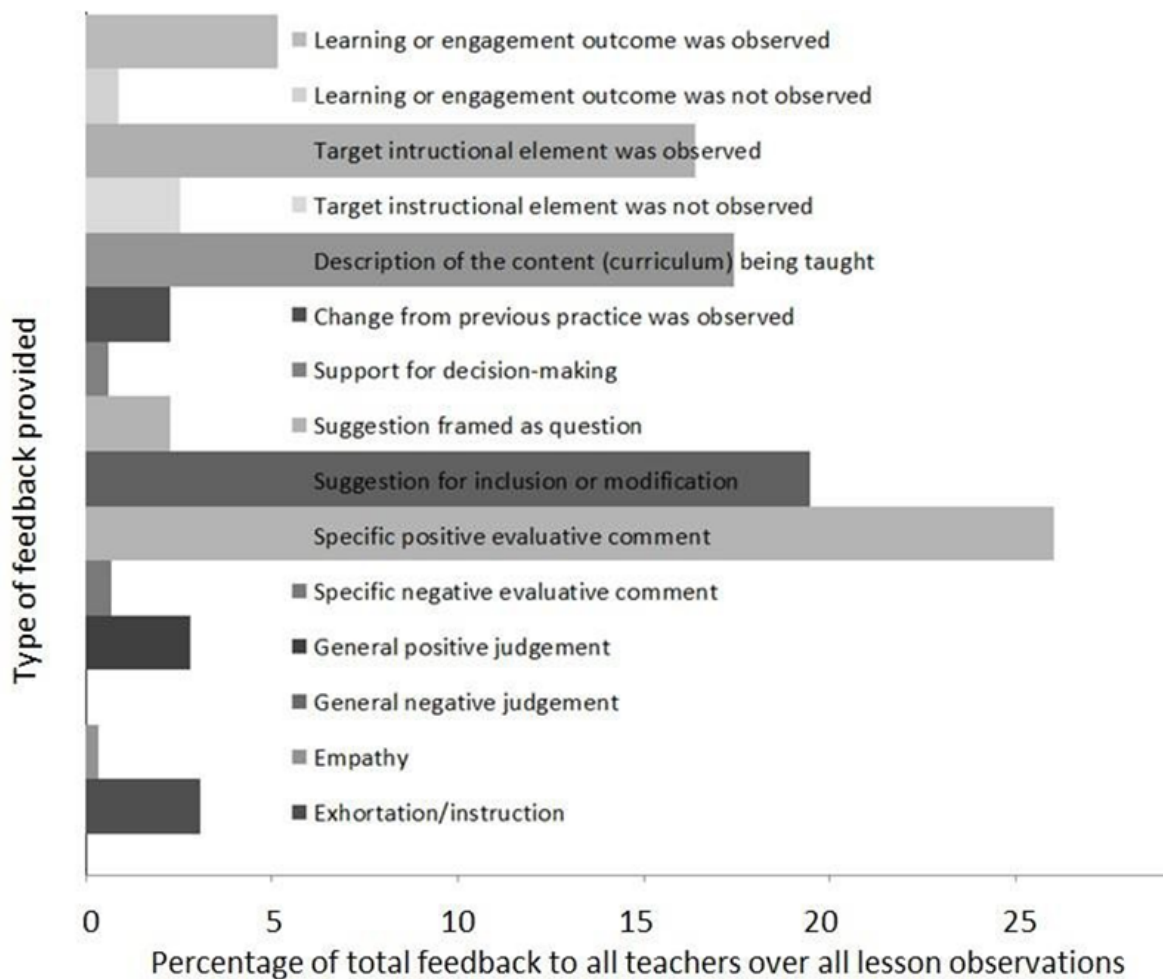 Learning or engagement outcome was observed
Learning or engagement outcome was not observed
Target intructional element was observed
Target instructional element was not observed
Description of the content (curriculum) being taught
Change from previous practice was observed
Support for decision-making
Suggestion framed as question
Suggestion for inclusion or modification
Specific positive evaluative comment
Specific negative evaluative comment
General positive judgement
General negative judgement
Empathy
Exhortation/instruction
Type of feedback provided
0 5 10 15 20 25
Percentage of total feedback to all teachers over all lesson observations